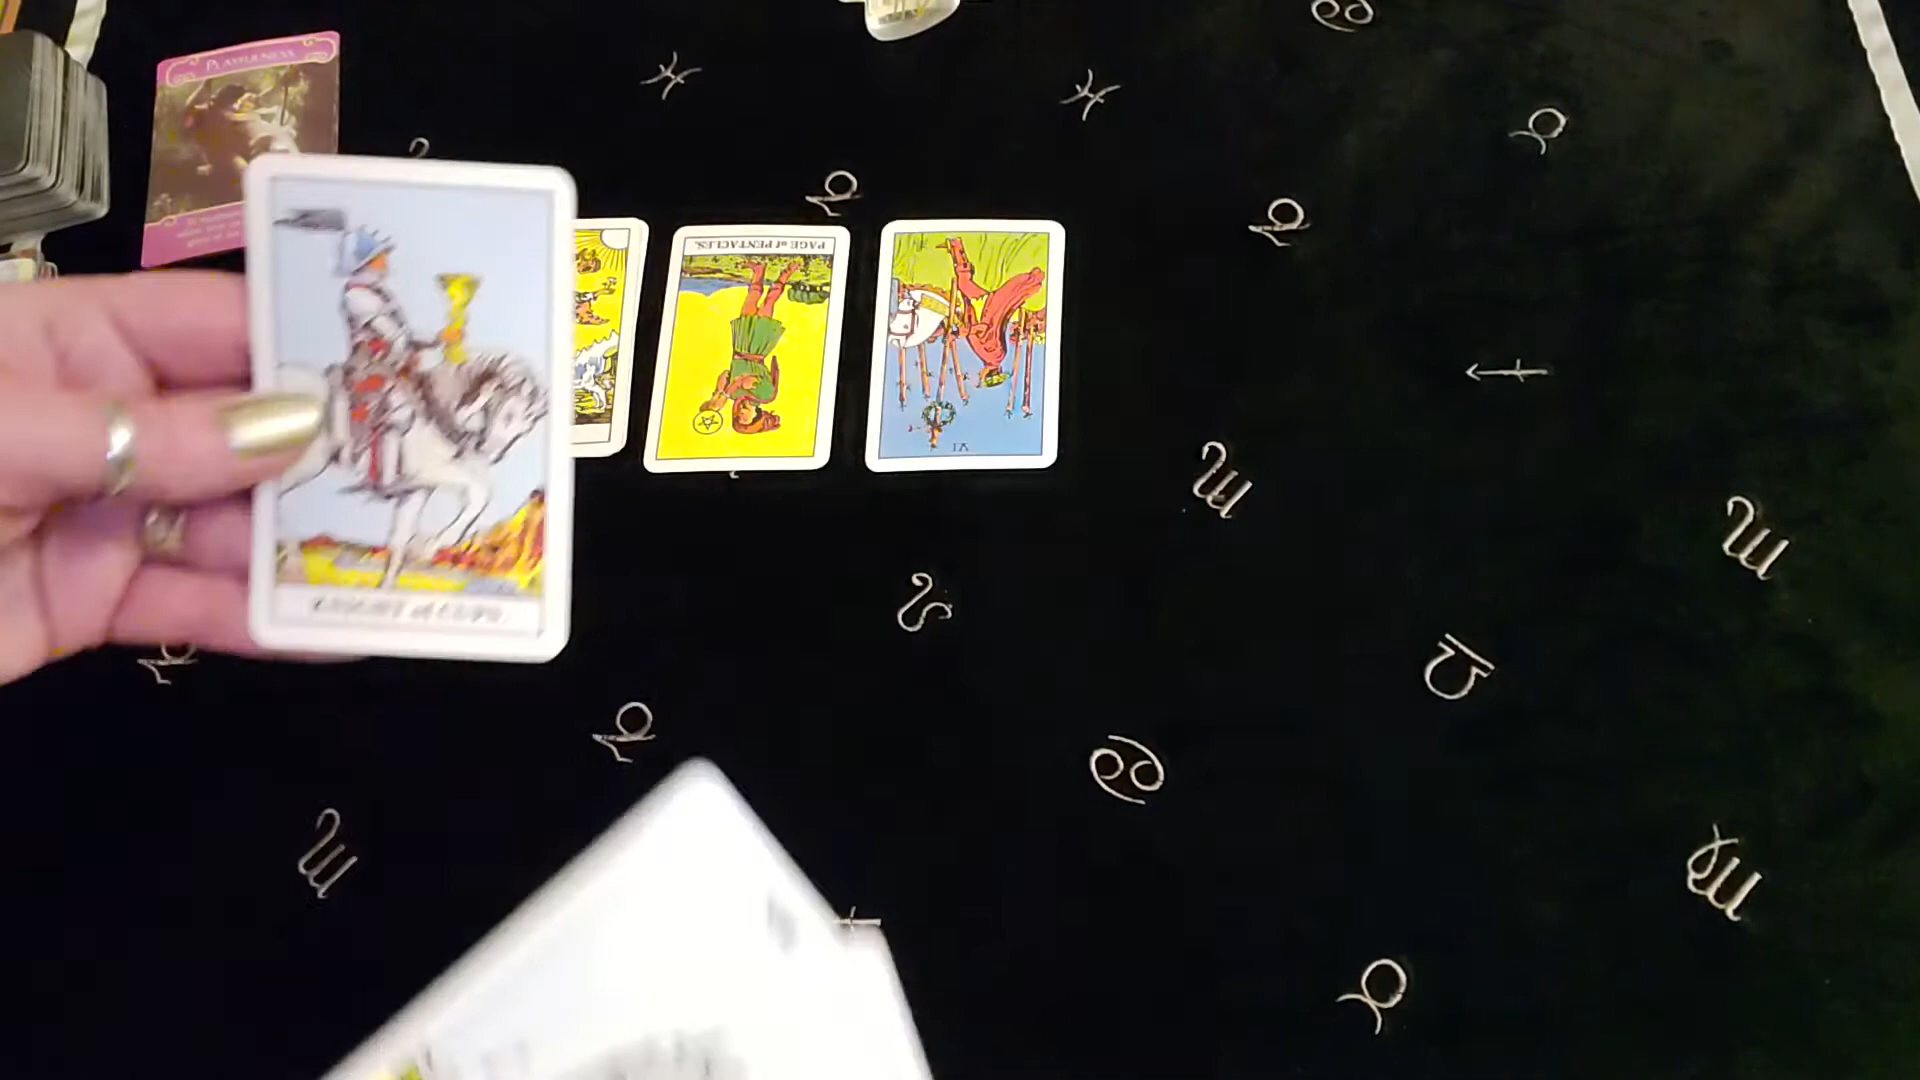 PLAYFULNESS
PAGE of PENTACLES.
VI
KNIGHT of CUPS.